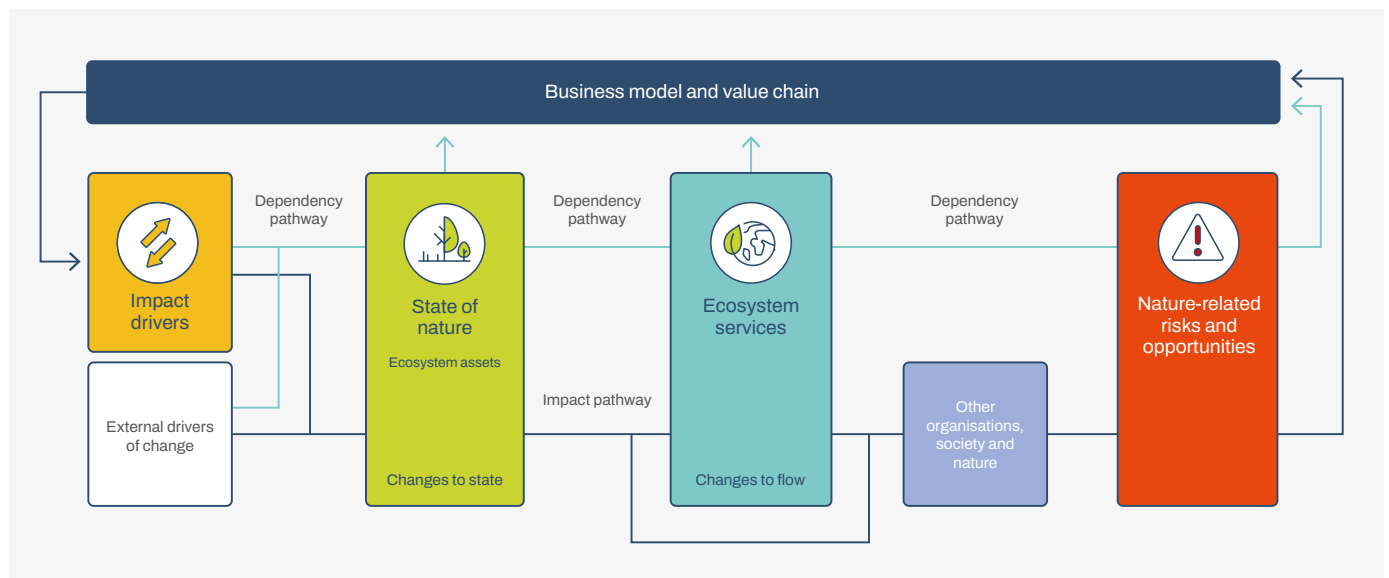 Business model and value chain
Dependency
pathway
Dependency
pathway
Dependency
pathway
Impact
drivers
State of
nature
Ecosystem assets
Ecosystem
services
Nature-related
risks and
opportunities
External drivers
of change
Impact pathway
Other
organisations,
society and
nature
Changes to state
Changes to flow